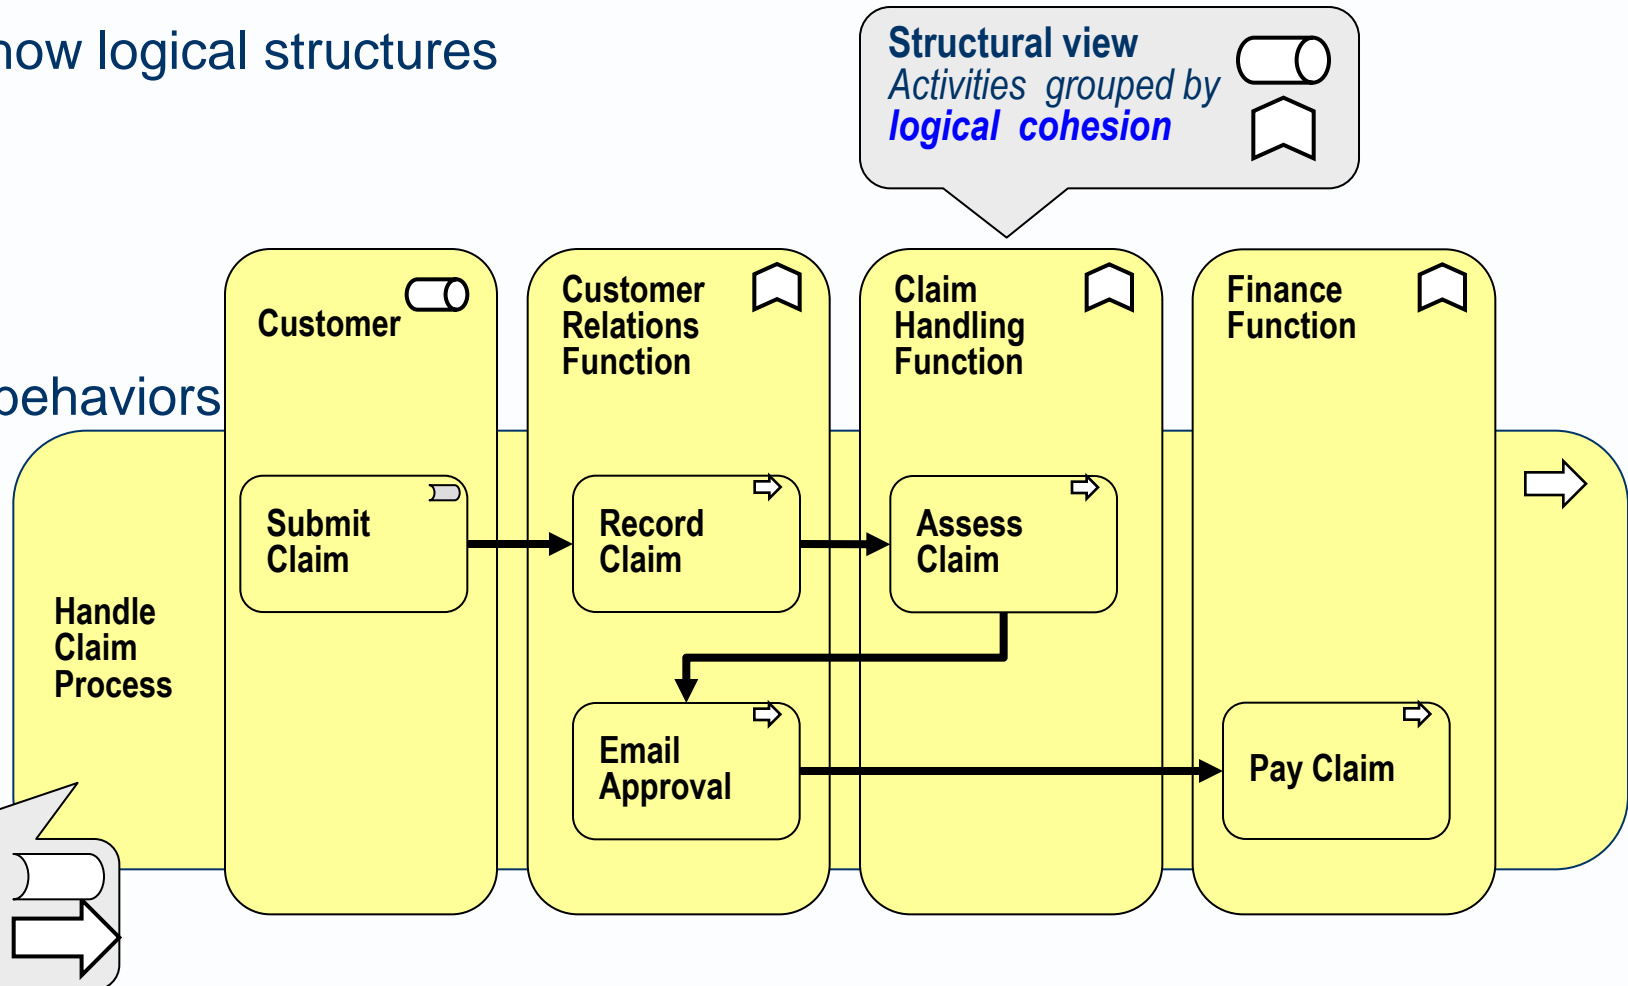 now logical structures
Structural view
Activities grouped by
logical cohesion
Customer
Customer
Relations
Function
Claim
Handling
Function
Finance
Function
behaviors
Submit
Claim
Record
Claim
Assess
Claim
Handle
Claim
Process
Email
Approval
Pay Claim